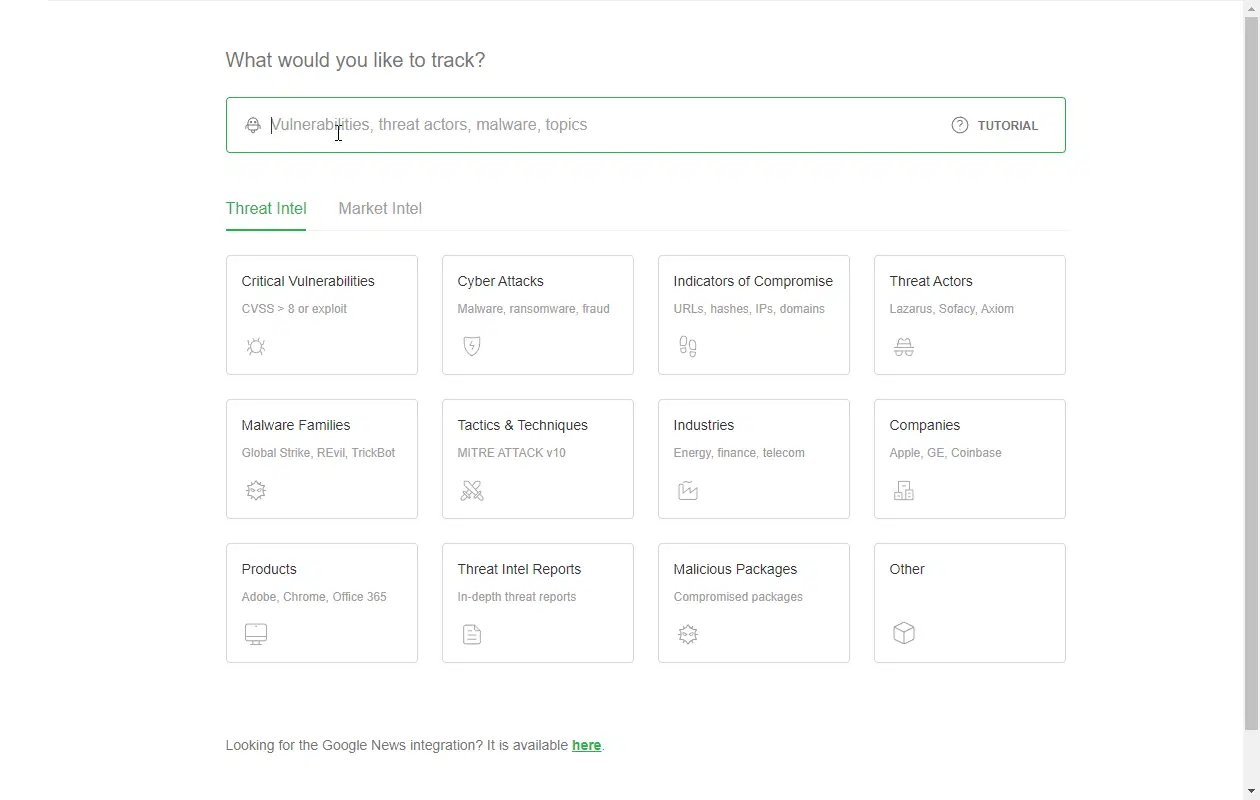 What would you like to track?
Vulnerabilities, threat actors, malware, topics
TUTORIAL
Threat Intel
Market Intel
Critical Vulnerabilities
CVSS > 8 or exploit
Cyber Attacks
Malware, ransomware, fraud
Indicators of Compromise
URLs, hashes, IPs, domains
Threat Actors
Lazarus, Sofacy, Axiom
Malware Families
Global Strike, REvil, TrickBot
Tactics & Techniques
MITRE ATTACK v10
Industries
Energy, finance, telecom
Companies
Apple, GE, Coinbase
Products
Adobe, Chrome, Office 365
Threat Intel Reports
In-depth threat reports
Malicious Packages
Compromised packages
Other
Looking for the Google News integration? It is available here.